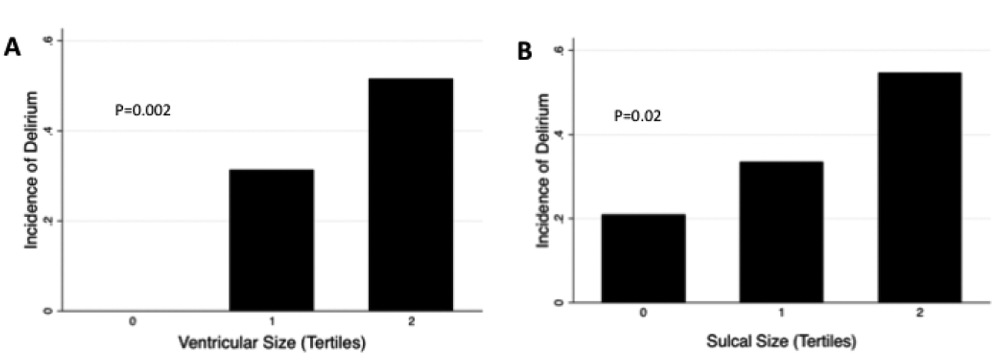 A
.6
.4
.2
0
Incidence of Delirium
P=0.002
0 1 2
Ventricular Size (Tertiles)
B
.6
.4
.2
0
Incidence of Delirium
P=0.02
0 1 2
Sulcal Size (Tertiles)